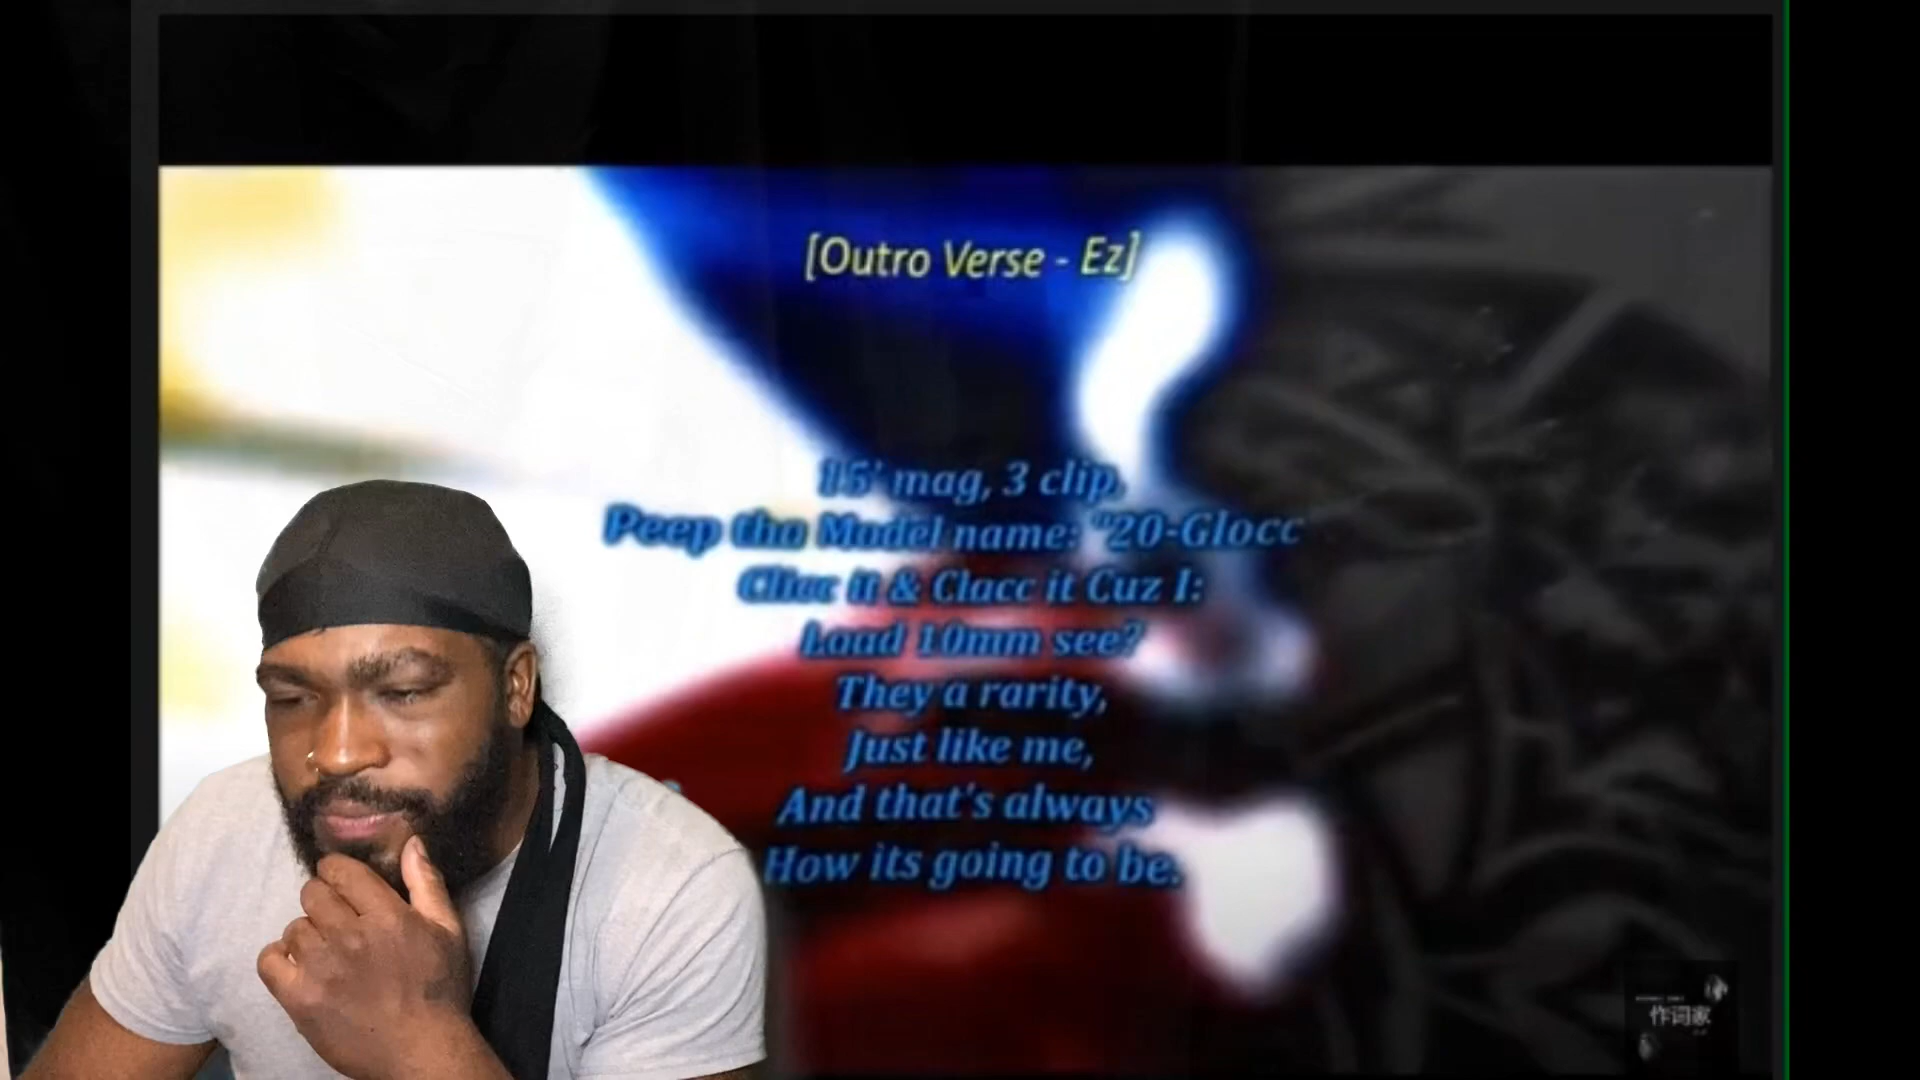 [Outro Verse - Ez]
15' mag, 3 clip,
Peep tha Model name: "20-Glocc
Cliac it & Clacc it Cuz I:
Load 10mm see?
They a rarity,
Just like me,
And that's always
How its going to be.
作词家